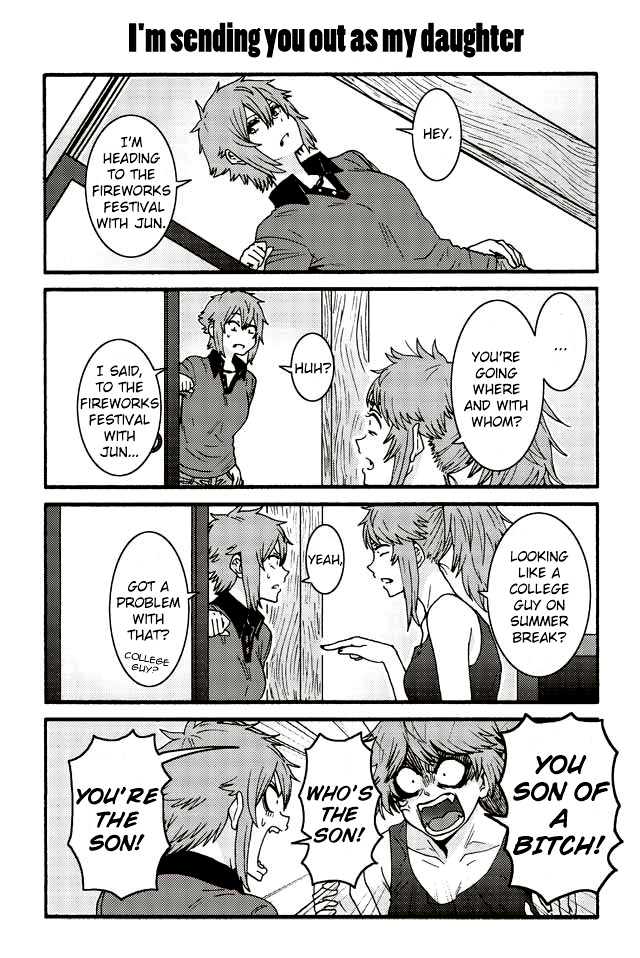 I'm sending you out as my daughter
HEY.
I'M
HEADING
TO THE
FIREWORKS
FESTIVAL
WITH JUN.
...
YOU'RE
GOING
WHERE
AND WITH
WHOM?
HUH?
I SAID,
TO THE
FIREWORKS
FESTIVAL
WITH
JUN...
LOOKING
LIKE A
COLLEGE
GUY ON
SUMMER
BREAK?
YEAH,
GOT A
PROBLEM
WITH
THAT?
COLLEGE
GUY?
YOU
SON OF
A
BITCH!
WHO'S
THE
SON!
YOU'RE
THE
SON!